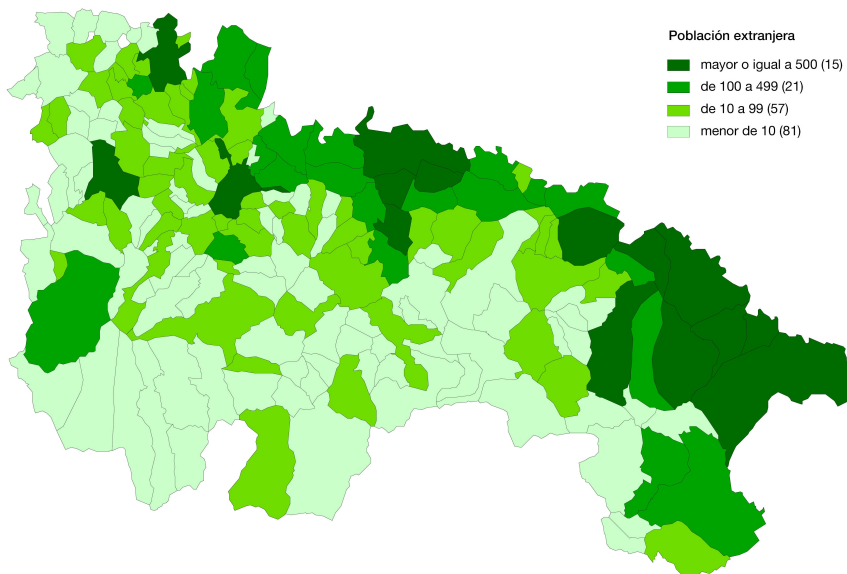 Población extranjera
mayor o igual a 500 (15)
de 100 a 499 (21)
de 10 a 99 (57)
menor de 10 (81)